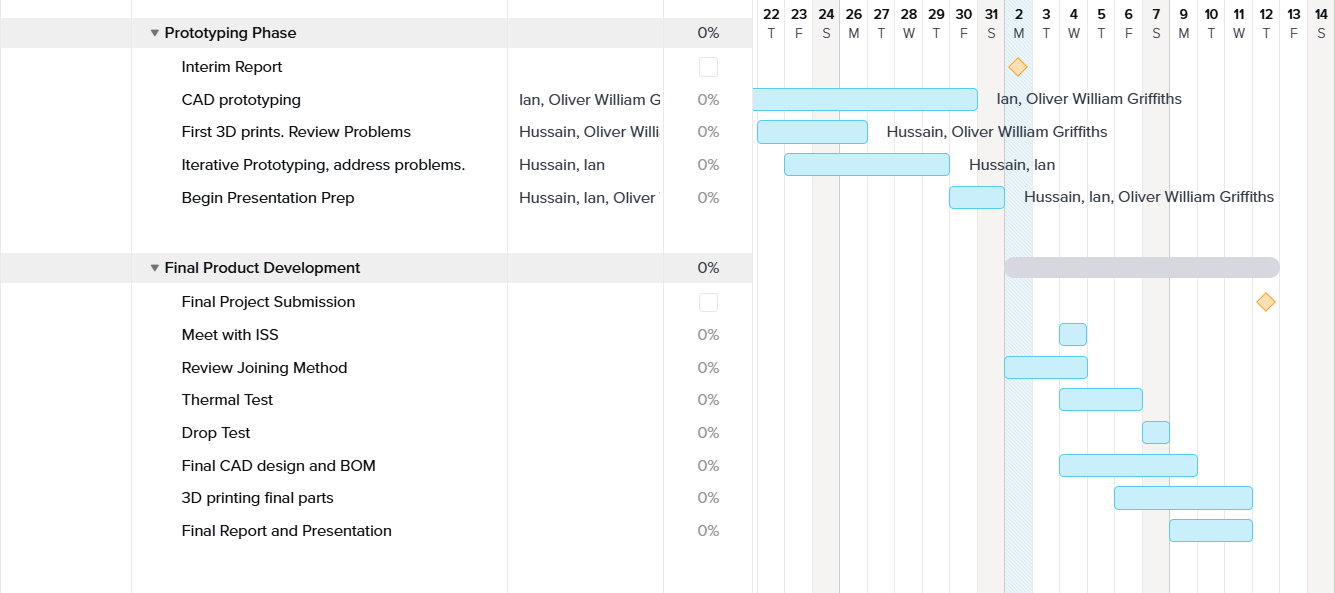 22 23 24 26 27 28 29 30 31 2 3 4 5 6 7 9 10 11 12 13 14
T F S M T W T F S M T W T F S M T W T F S
Prototyping Phase 0%
Interim Report
CAD prototyping Ian, Oliver William G 0% Ian, Oliver William Griffiths
First 3D prints. Review Problems Hussain, Oliver Willi 0% Hussain, Oliver William Griffiths
Iterative Prototyping, address problems. Hussain, Ian 0% Hussain, Ian
Begin Presentation Prep Hussain, Ian, Oliver 0% Hussain, Ian, Oliver William Griffiths
Final Product Development 0%
Final Project Submission
Meet with ISS 0%
Review Joining Method 0%
Thermal Test 0%
Drop Test 0%
Final CAD design and BOM 0%
3D printing final parts 0%
Final Report and Presentation 0%